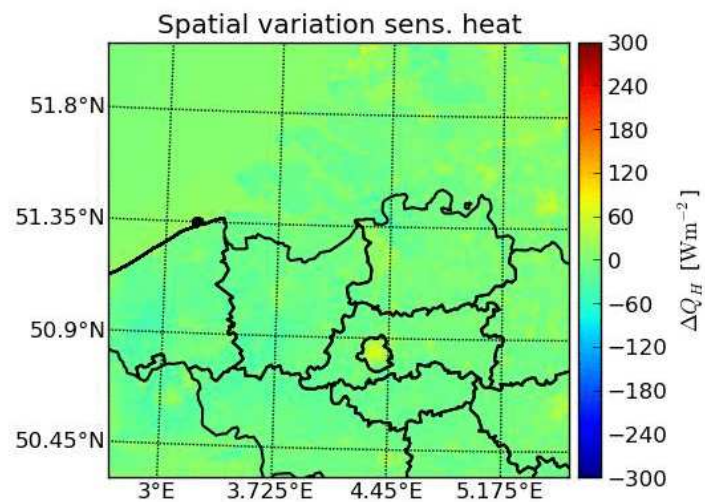 Spatial variation sens. heat
51.8°N
51.35°N
50.9°N
50.45°N
3°E 3.725°E 4.45°E 5.175°E
300
240
180
120
60
0
−60
−120
−180
−240
−300
ΔQ_H [Wm⁻²]